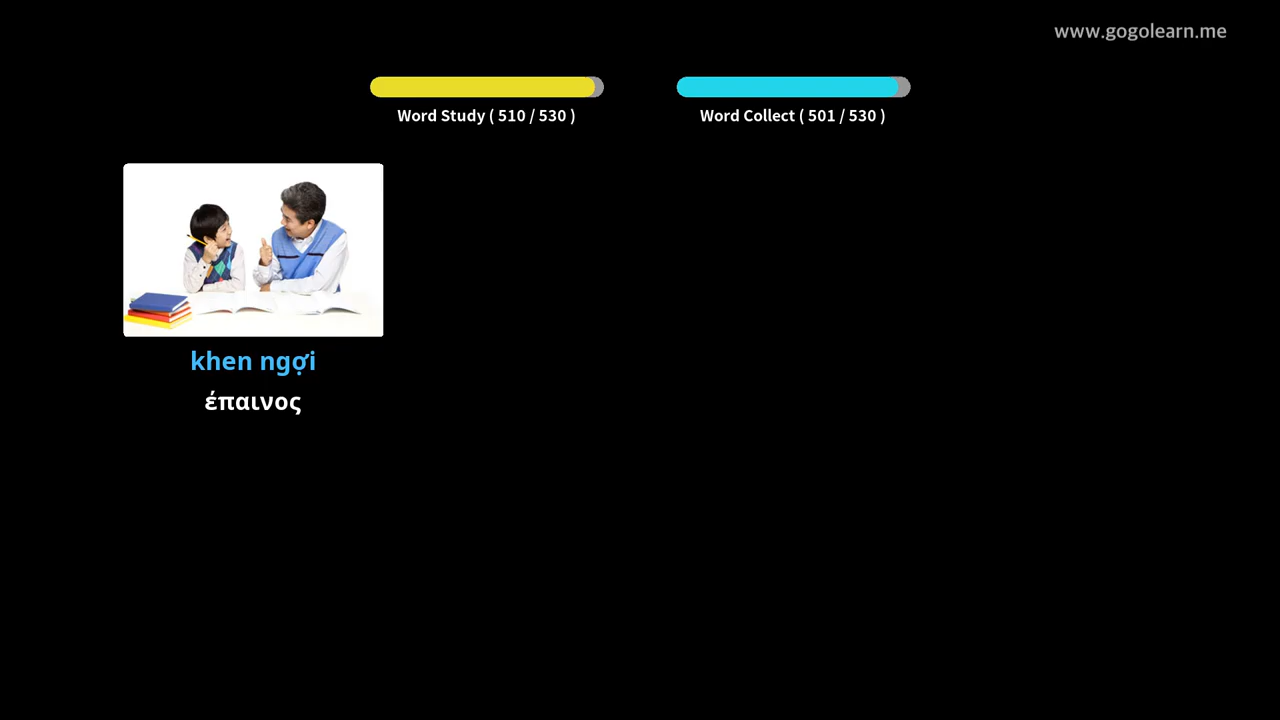 www.gogolearn.me
Word Study ( 510 / 530 )
Word Collect ( 501 / 530 )
khen ngợi
έπαινος